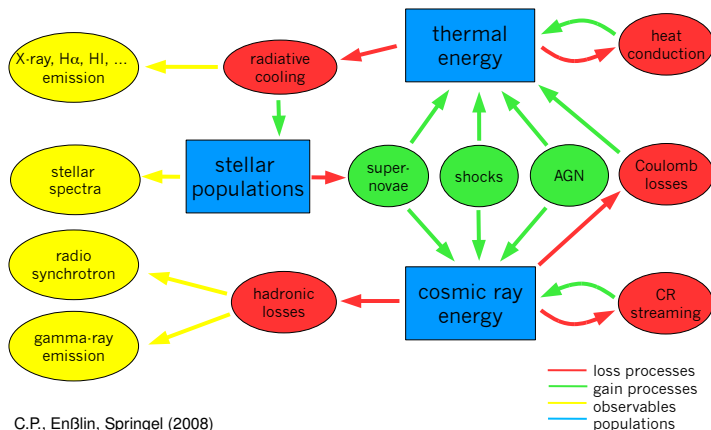 X-ray, Hα, HI, ...
emission
radiative
cooling
thermal
energy
heat
conduction
stellar
spectra
stellar
populations
super-
novae
shocks
AGN
Coulomb
losses
radio
synchrotron
gamma-ray
emission
hadronic
losses
cosmic ray
energy
CR
streaming
loss processes
gain processes
observables
populations
C.P., Enßlin, Springel (2008)